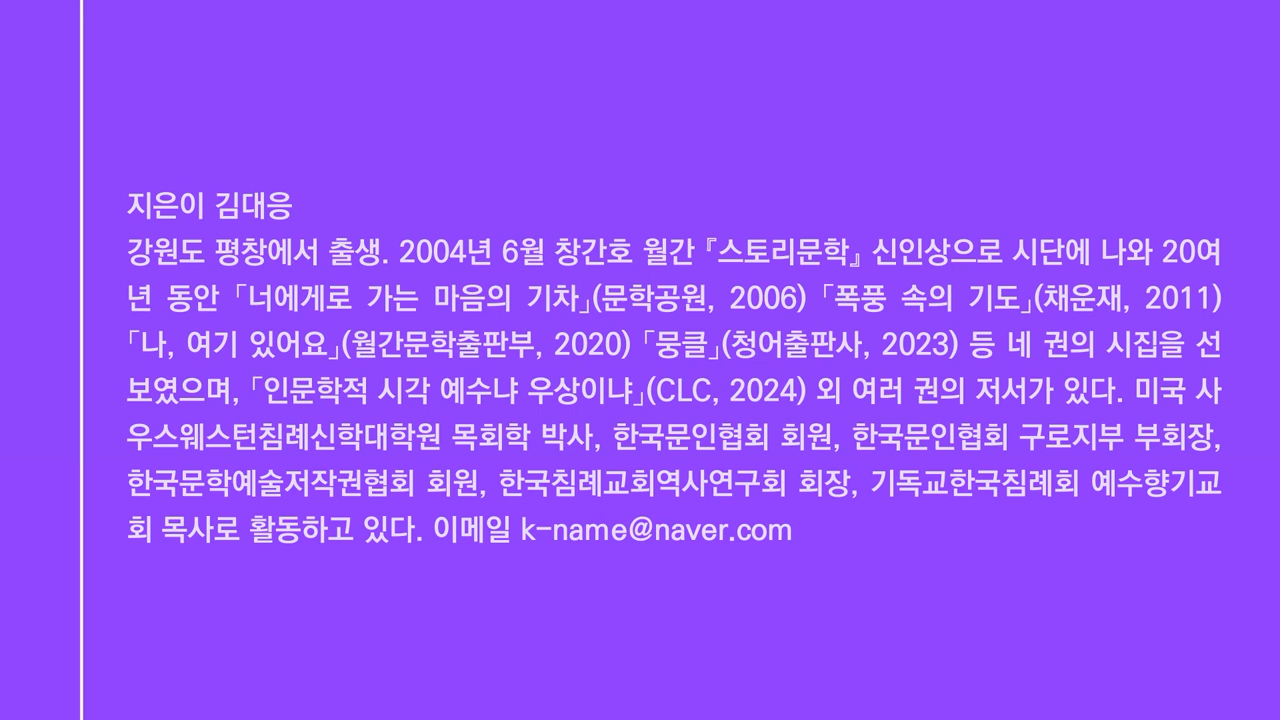 지은이 김대응
강원도 평창에서 출생. 2004년 6월 창간호 월간 『스토리문학』 신인상으로 시단에 나와 20여
년 동안 「너에게로 가는 마음의 기차」(문학공원, 2006) 「폭풍 속의 기도」(채운재, 2011)
「나, 여기 있어요」(월간문학출판부, 2020) 「뭉클」(청어출판사, 2023) 등 네 권의 시집을 선
보였으며, 「인문학적 시각 예수냐 우상이냐」(CLC, 2024) 외 여러 권의 저서가 있다. 미국 사
우스웨스턴침례신학대학원 목회학 박사, 한국문인협회 회원, 한국문인협회 구로지부 부회장,
한국문학예술저작권협회 회원, 한국침례교회역사연구회 회장, 기독교한국침례회 예수향기교
회 목사로 활동하고 있다. 이메일 k-name@naver.com